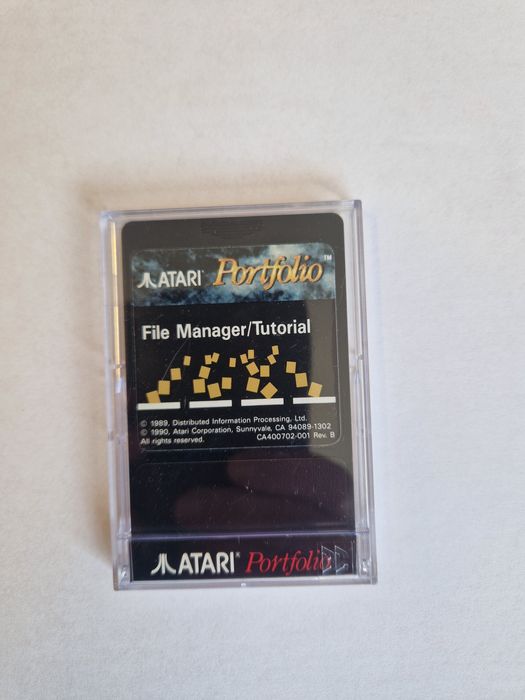 ATARI Portfolio™
File Manager/Tutorial
© 1989, Distributed Information Processing, Ltd.
© 1990, Atari Corporation, Sunnyvale, CA 94089-1302
All rights reserved. CA400702-001 Rev. B
ATARI® Portfolio